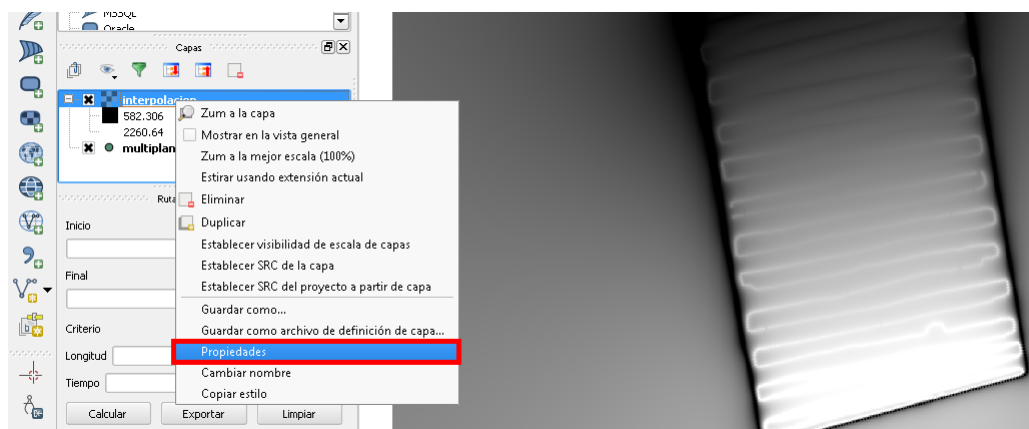 MSSQL
Oracle
Capas
interpolacion
582.306
2260.64
multiplan
Zum a la capa
Mostrar en la vista general
Zum a la mejor escala (100%)
Estirar usando extensión actual
Eliminar
Duplicar
Establecer visibilidad de escala de capas
Establecer SRC de la capa
Establecer SRC del proyecto a partir de capa
Guardar como...
Guardar como archivo de definición de capa...
Propiedades
Cambiar nombre
Copiar estilo
Ruta
Inicio
Final
Criterio
Longitud
Tiempo
Calcular
Exportar
Limpiar